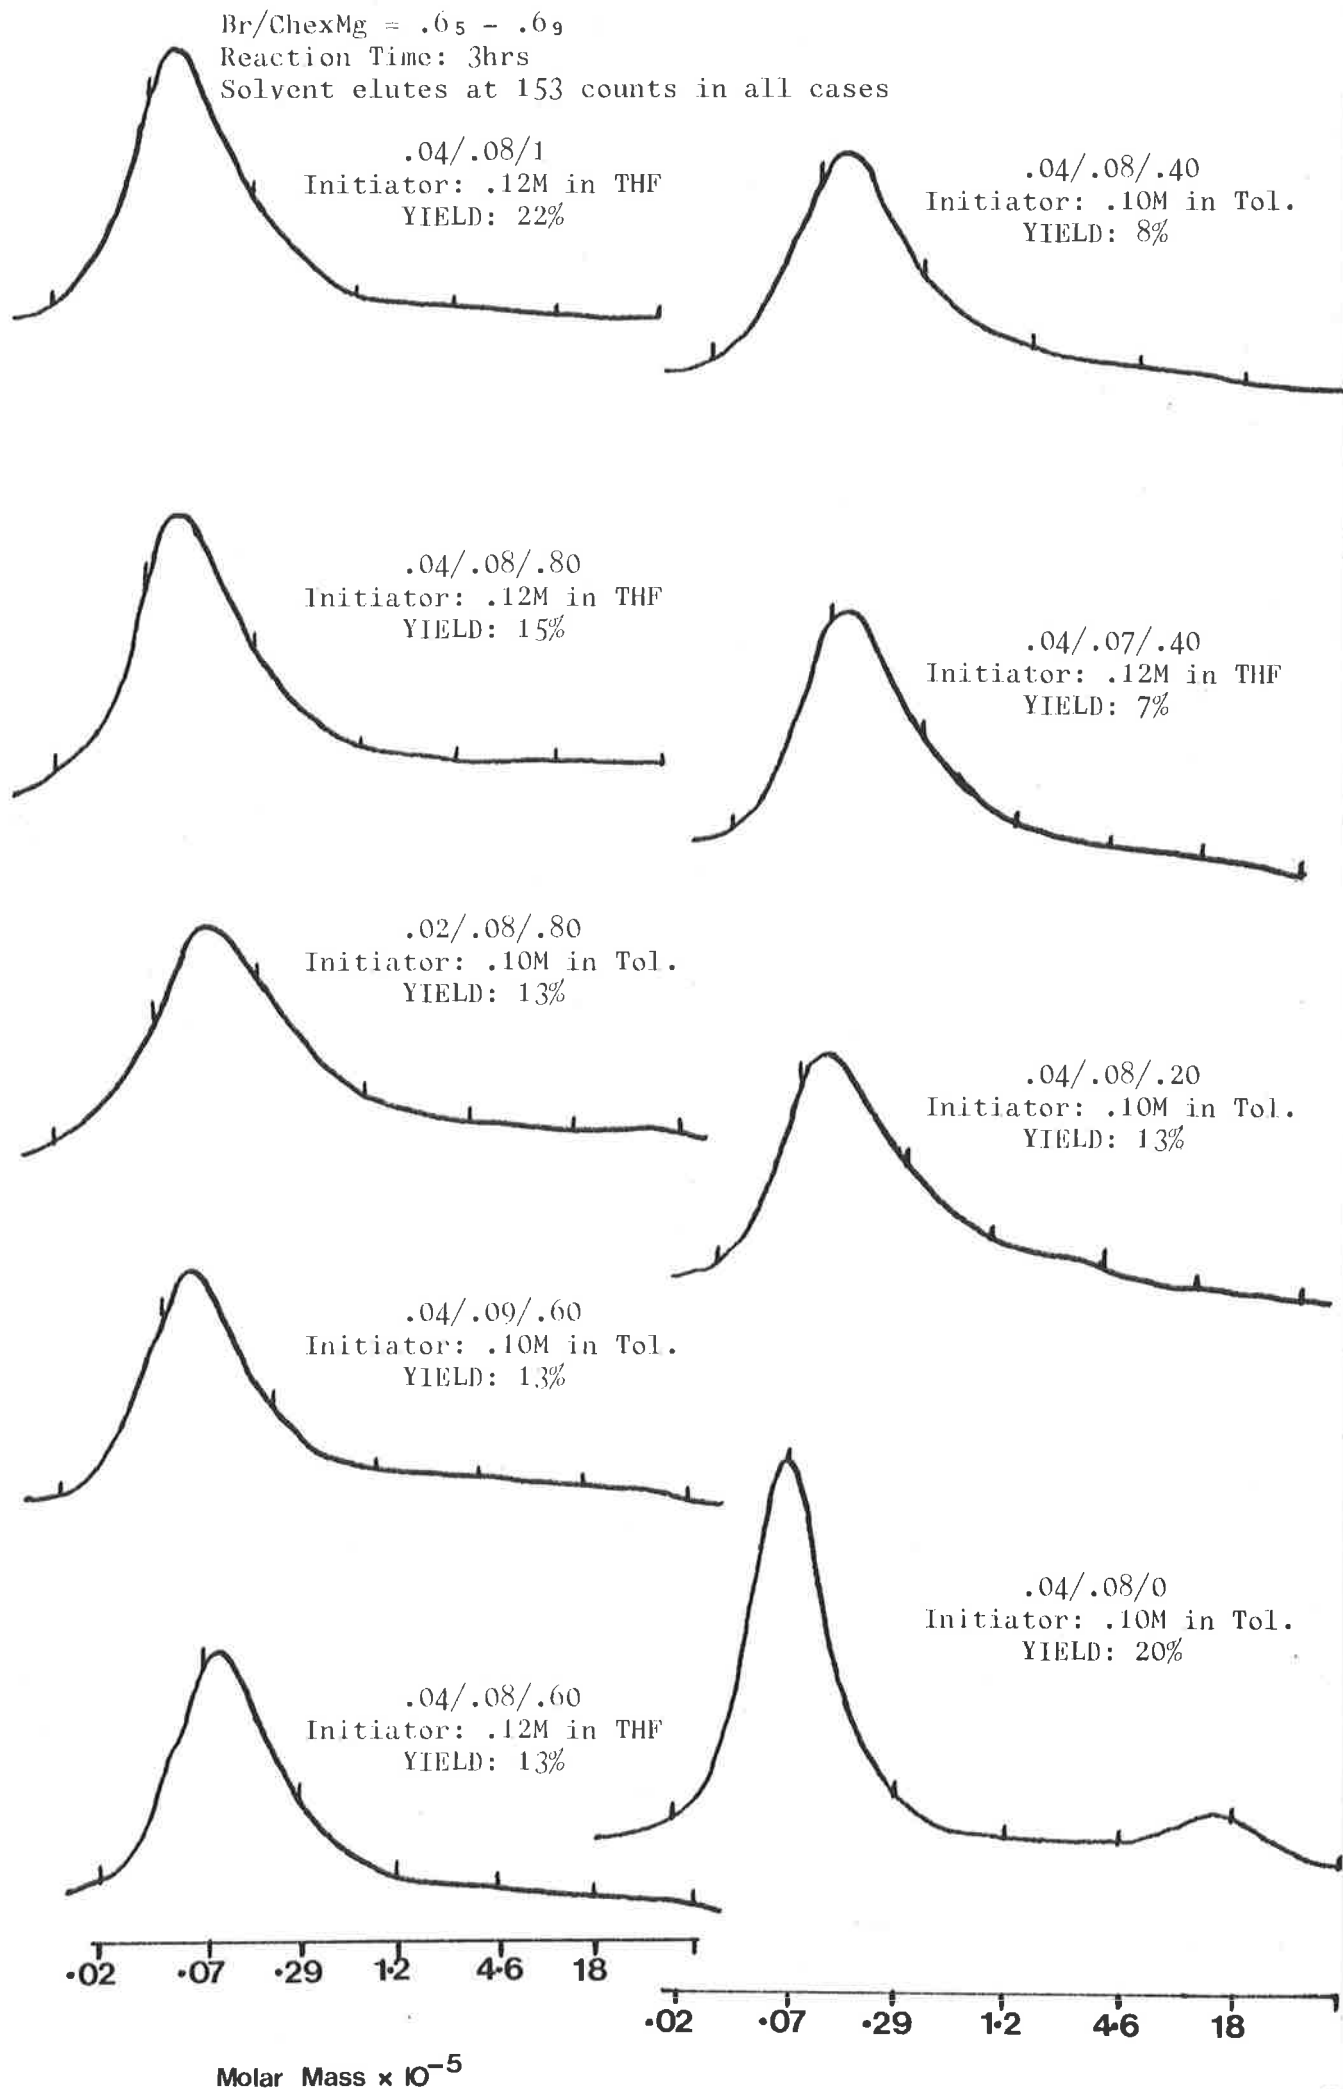 Br/ChexMg = .65 - .69
Reaction Time: 3hrs
Solvent elutes at 153 counts in all cases
.04/.08/1
Initiator: .12M in THF
YIELD: 22%
.04/.08/.80
Initiator: .12M in THF
YIELD: 15%
.02/.08/.80
Initiator: .10M in Tol.
YIELD: 13%
.04/.09/.60
Initiator: .10M in Tol.
YIELD: 13%
.04/.08/.60
Initiator: .12M in THF
YIELD: 13%
.04/.08/.40
Initiator: .10M in Tol.
YIELD: 8%
.04/.07/.40
Initiator: .12M in THF
YIELD: 7%
.04/.08/.20
Initiator: .10M in Tol.
YIELD: 13%
.04/.08/0
Initiator: .10M in Tol.
YIELD: 20%
·02 ·07 ·29 1·2 4·6 18
·02 ·07 ·29 1·2 4·6 18
Molar Mass × 10⁻⁵